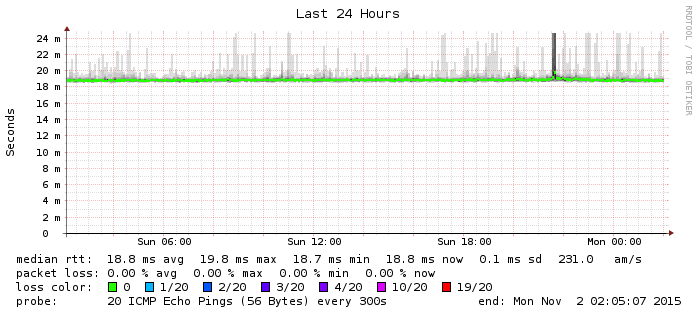 Last 24 Hours
RRDTOOL / TOBI OETIKER
Seconds
24 m
22 m
20 m
18 m
16 m
14 m
12 m
10 m
8 m
6 m
4 m
2 m
0
Sun 06:00 Sun 12:00 Sun 18:00 Mon 00:00
median rtt: 18.8 ms avg 19.8 ms max 18.7 ms min 18.8 ms now 0.1 ms sd 231.0 am/s
packet loss: 0.00 % avg 0.00 % max 0.00 % min 0.00 % now
loss color: 0 1/20 2/20 3/20 4/20 10/20 19/20
probe: 20 ICMP Echo Pings (56 Bytes) every 300s end: Mon Nov 2 02:05:07 2015